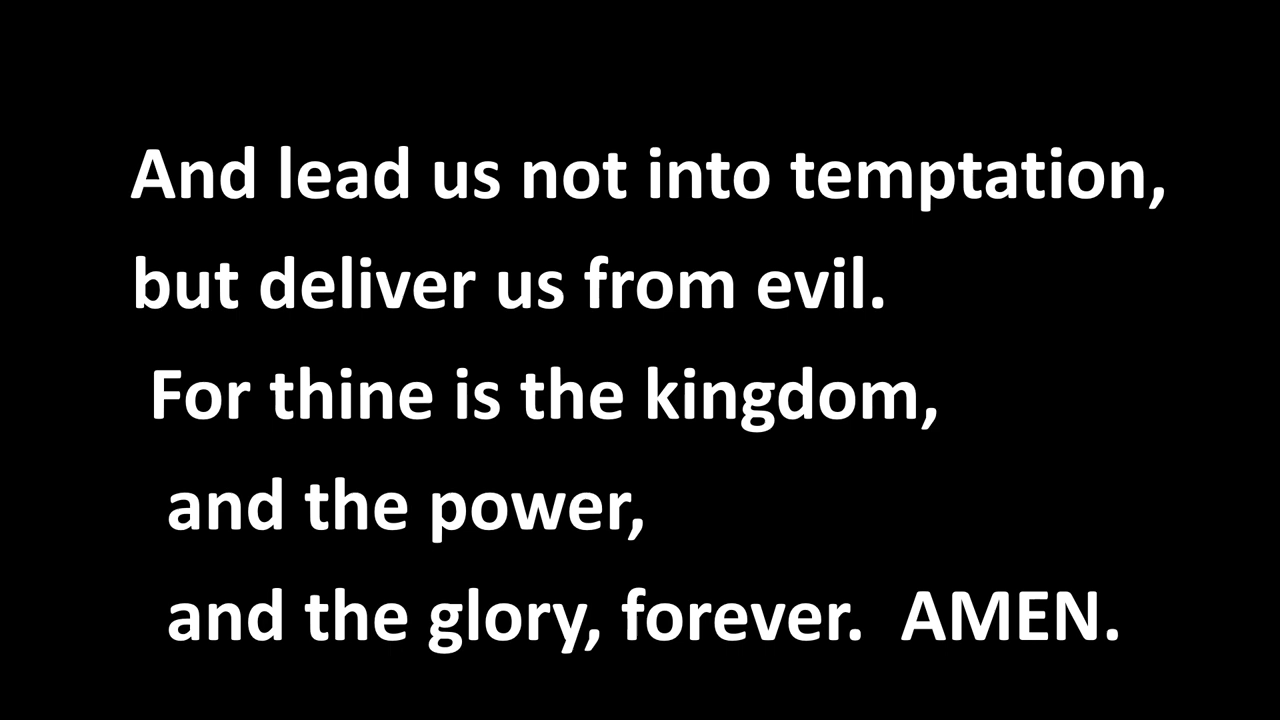 And lead us not into temptation,
but deliver us from evil.
For thine is the kingdom,
and the power,
and the glory, forever.  AMEN.